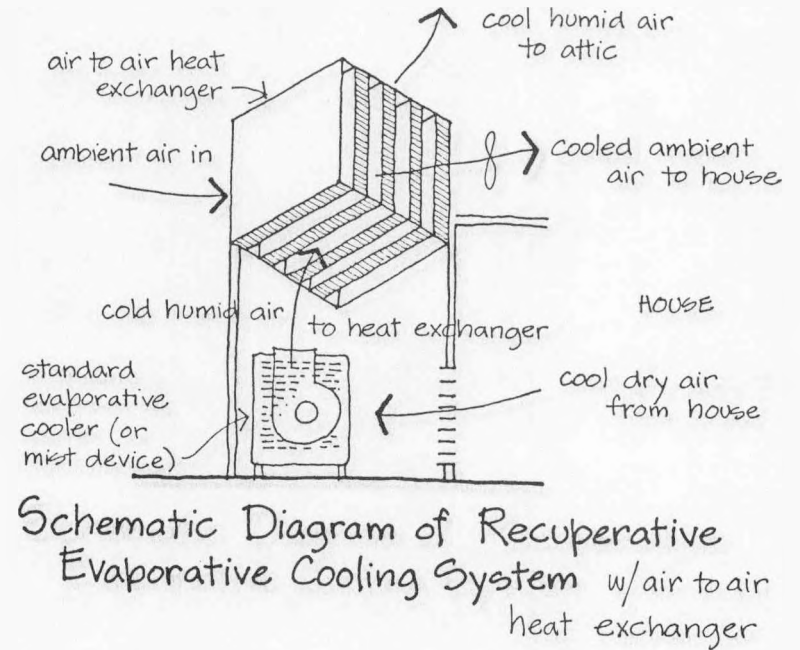 cool humid air
to attic
air to air heat
exchanger
ambient air in
cooled ambient
air to house
HOUSE
cold humid air
to heat exchanger
standard
evaporative
cooler (or
mist device)
cool dry air
from house
Schematic Diagram of Recuperative
Evaporative Cooling System w/ air to air
heat exchanger